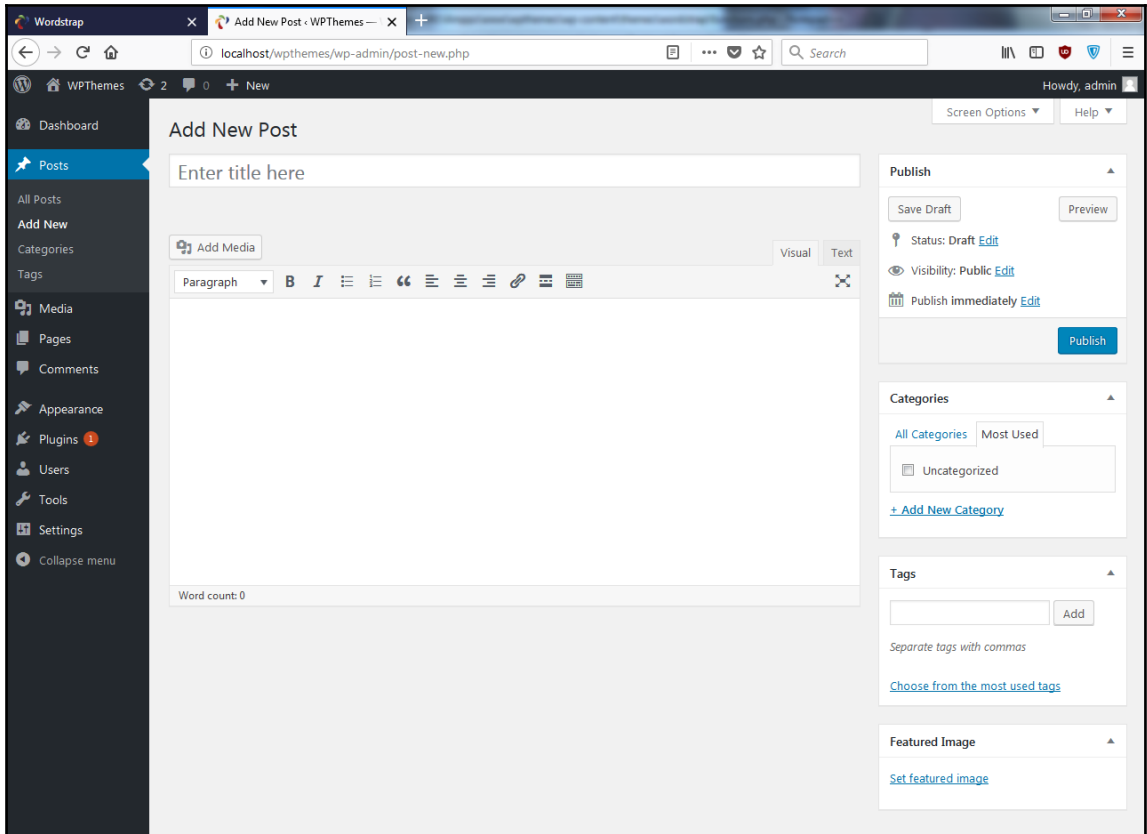 Wordstrap
Add New Post ‹ WPThemes —
localhost/wpthemes/wp-admin/post-new.php
Search
WPThemes 2 0 New
Howdy, admin
Screen Options Help
Dashboard
Posts
All Posts
Add New
Categories
Tags
Media
Pages
Comments
Appearance
Plugins 1
Users
Tools
Settings
Collapse menu
Add New Post
Enter title here
Add Media
Visual Text
Paragraph
B I
Word count: 0
Publish
Save Draft Preview
Status: Draft Edit
Visibility: Public Edit
Publish immediately Edit
Publish
Categories
All Categories Most Used
Uncategorized
+ Add New Category
Tags
Add
Separate tags with commas
Choose from the most used tags
Featured Image
Set featured image